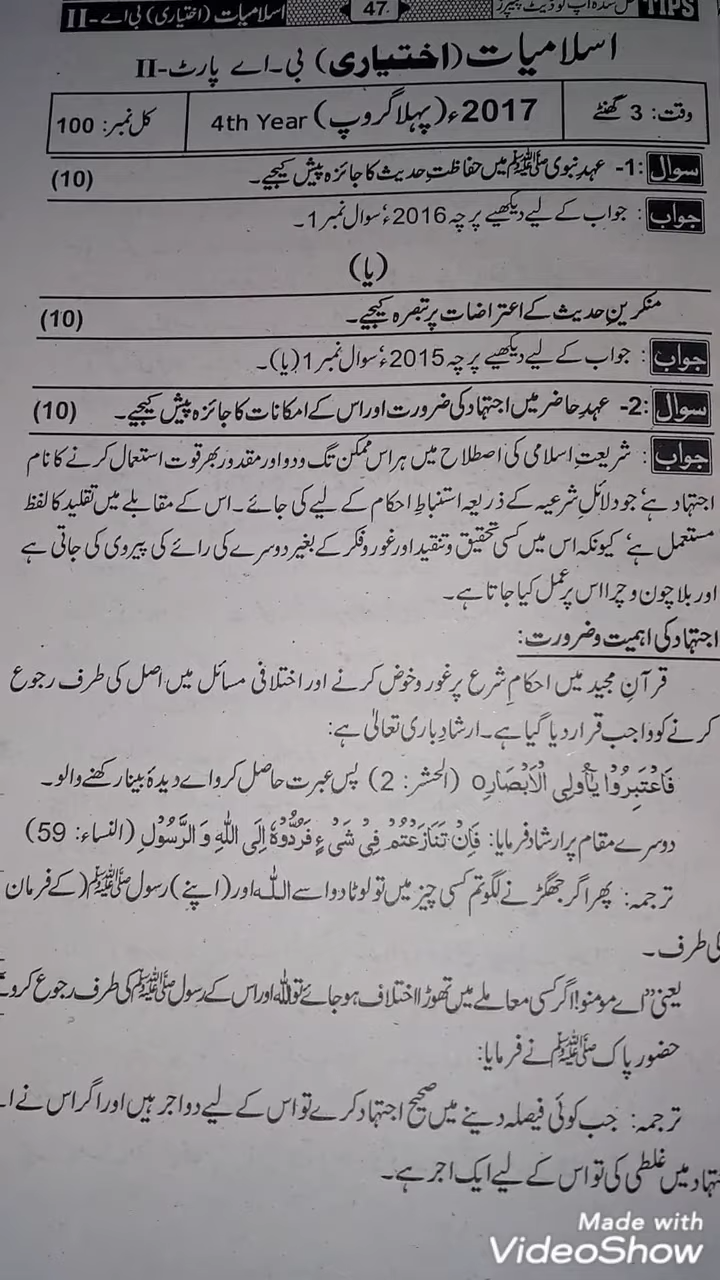 TIPS حل شدہ اَپ ٹو ڈیٹ پیپرز 47 اسلامیات (اختیاری) بی۔اے-II
اسلامیات (اختیاری) بی۔اے پارٹ-II
وقت: 3 گھنٹے 2017ء (پہلا گروپ) 4th Year کل نمبر: 100
سوال :1- عہدِ نبوی ﷺ میں حفاظتِ حدیث کا جائزہ پیش کیجیے۔ (10)
جواب : جواب کے لیے دیکھیے پرچہ 2016ء، سوال نمبر 1۔
(یا)
منکرینِ حدیث کے اعتراضات پر تبصرہ کیجیے۔ (10)
جواب : جواب کے لیے دیکھیے پرچہ 2015ء، سوال نمبر 1 (یا)۔
سوال :2- عہدِ حاضر میں اجتہاد کی ضرورت اور اس کے امکانات کا جائزہ پیش کیجیے۔ (10)
جواب : شریعتِ اسلامی کی اصطلاح میں ہر اس ممکن تگ و دو اور مقدور بھر قوت استعمال کرنے کا نام
اجتہاد ہے، جو دلائلِ شرعیہ کے ذریعہ استنباطِ احکام کے لیے کی جائے۔ اس کے مقابلے میں تقلید کا لفظ
مستعمل ہے، کیونکہ اس میں کسی تحقیق و تنقید اور غور و فکر کے بغیر دوسرے کی رائے کی پیروی کی جاتی ہے
اور بلا چون و چرا اس پر عمل کیا جاتا ہے۔
اجتہاد کی اہمیت و ضرورت:
قرآنِ مجید میں احکامِ شرع پر غور و خوض کرنے اور اختلافی مسائل میں اصل کی طرف رجوع
کرنے کو واجب قرار دیا گیا ہے۔ ارشادِ باری تعالیٰ ہے:
فَاعْتَبِرُوْا یٰۤاُولِی الْاَبْصَارِo (الحشر: 2) پس عبرت حاصل کرو اے دیدۂ بینا رکھنے والو۔
دوسرے مقام پر ارشاد فرمایا: فَاِنْ تَنَازَعْتُمْ فِیْ شَیْءٍ فَرُدُّوْہُ اِلَی اللّٰہِ وَ الرَّسُوْلِ (النساء: 59)
ترجمہ: پھر اگر جھگڑنے لگو تم کسی چیز میں تو لوٹا دو اسے اللہ اور (اپنے) رسول ﷺ (کے فرمان
کی طرف۔
یعنی ”اے مومنو! اگر کسی معاملے میں تھوڑا اختلاف ہو جائے تو اللہ اور اس کے رسول ﷺ کی طرف رجوع کرو
حضور پاک ﷺ نے فرمایا:
ترجمہ: جب کوئی فیصلہ دینے میں صحیح اجتہاد کرے تو اس کے لیے دو اجر ہیں اور اگر اس نے
میں غلطی کی تو اس کے لیے ایک اجر ہے۔
Made with
VideoShow